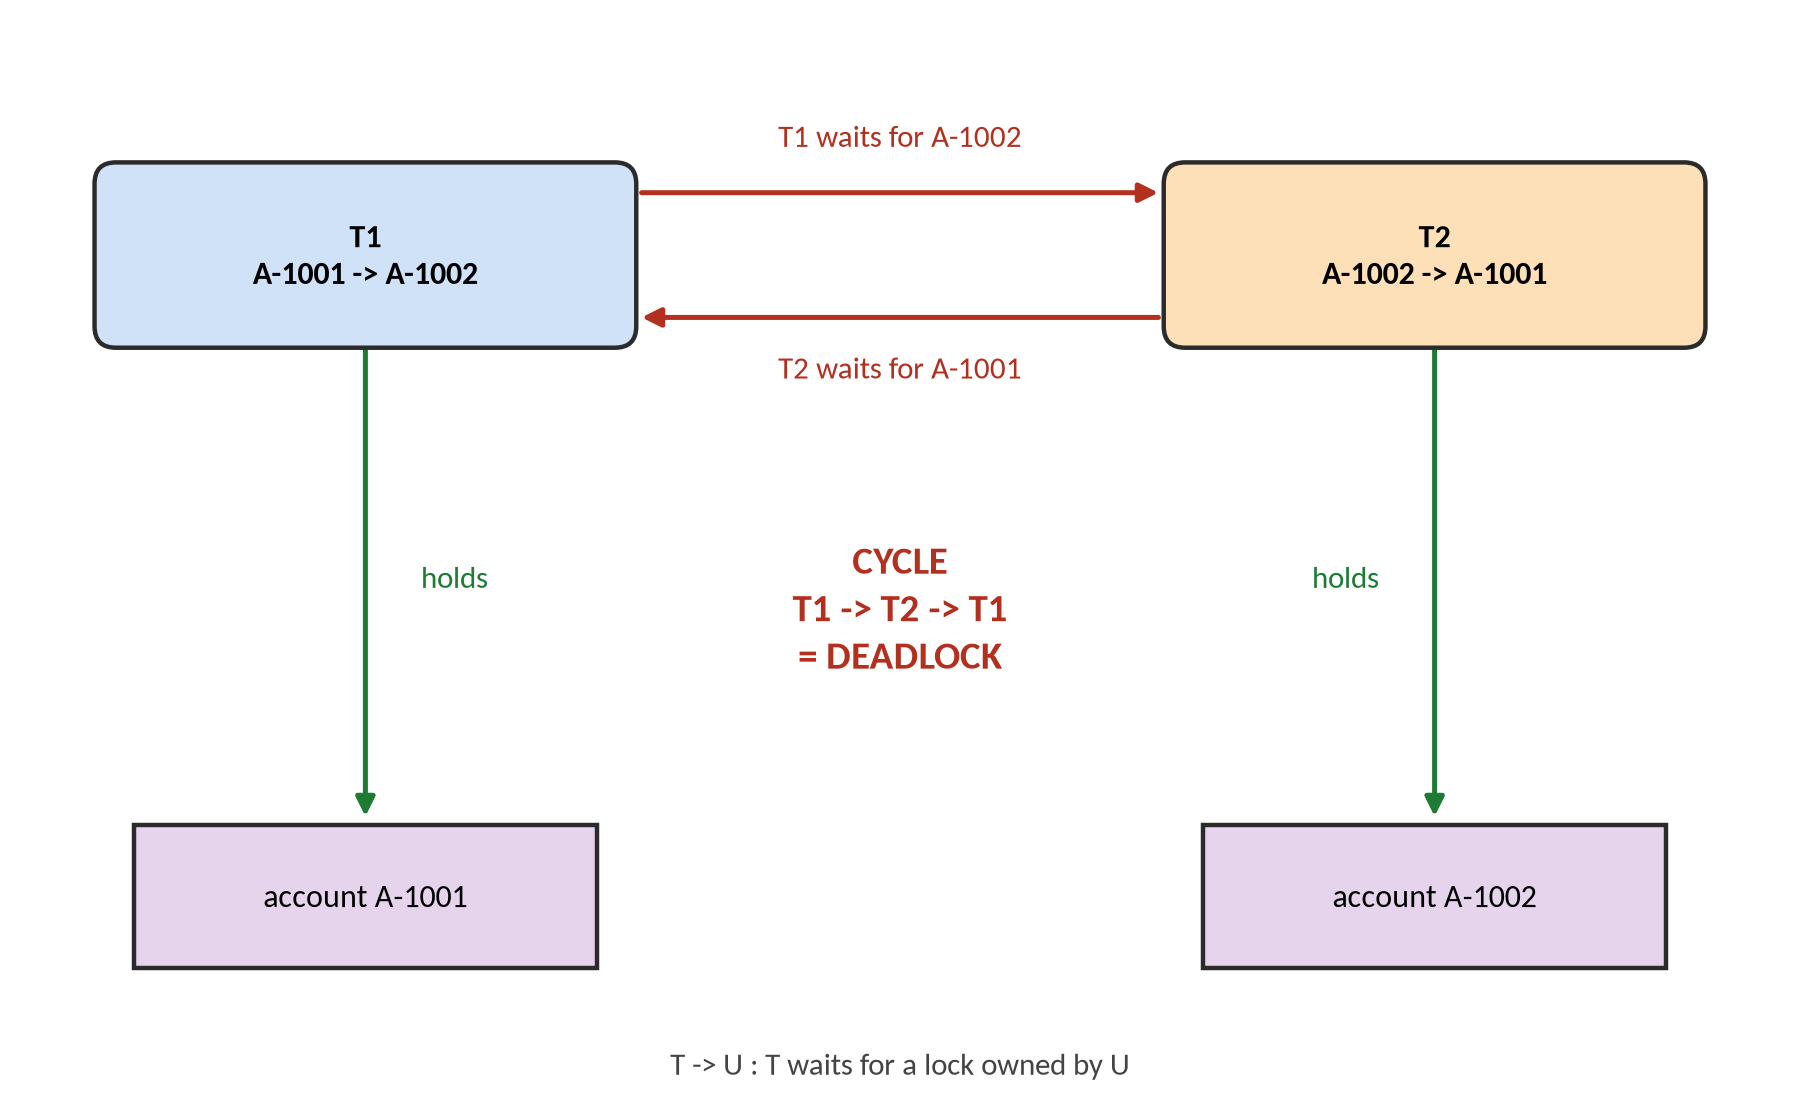 T1 waits for A-1002
T1
A-1001 -> A-1002
T2
A-1002 -> A-1001
T2 waits for A-1001
holds
CYCLE
T1 -> T2 -> T1
= DEADLOCK
holds
account A-1001
account A-1002
T -> U : T waits for a lock owned by U